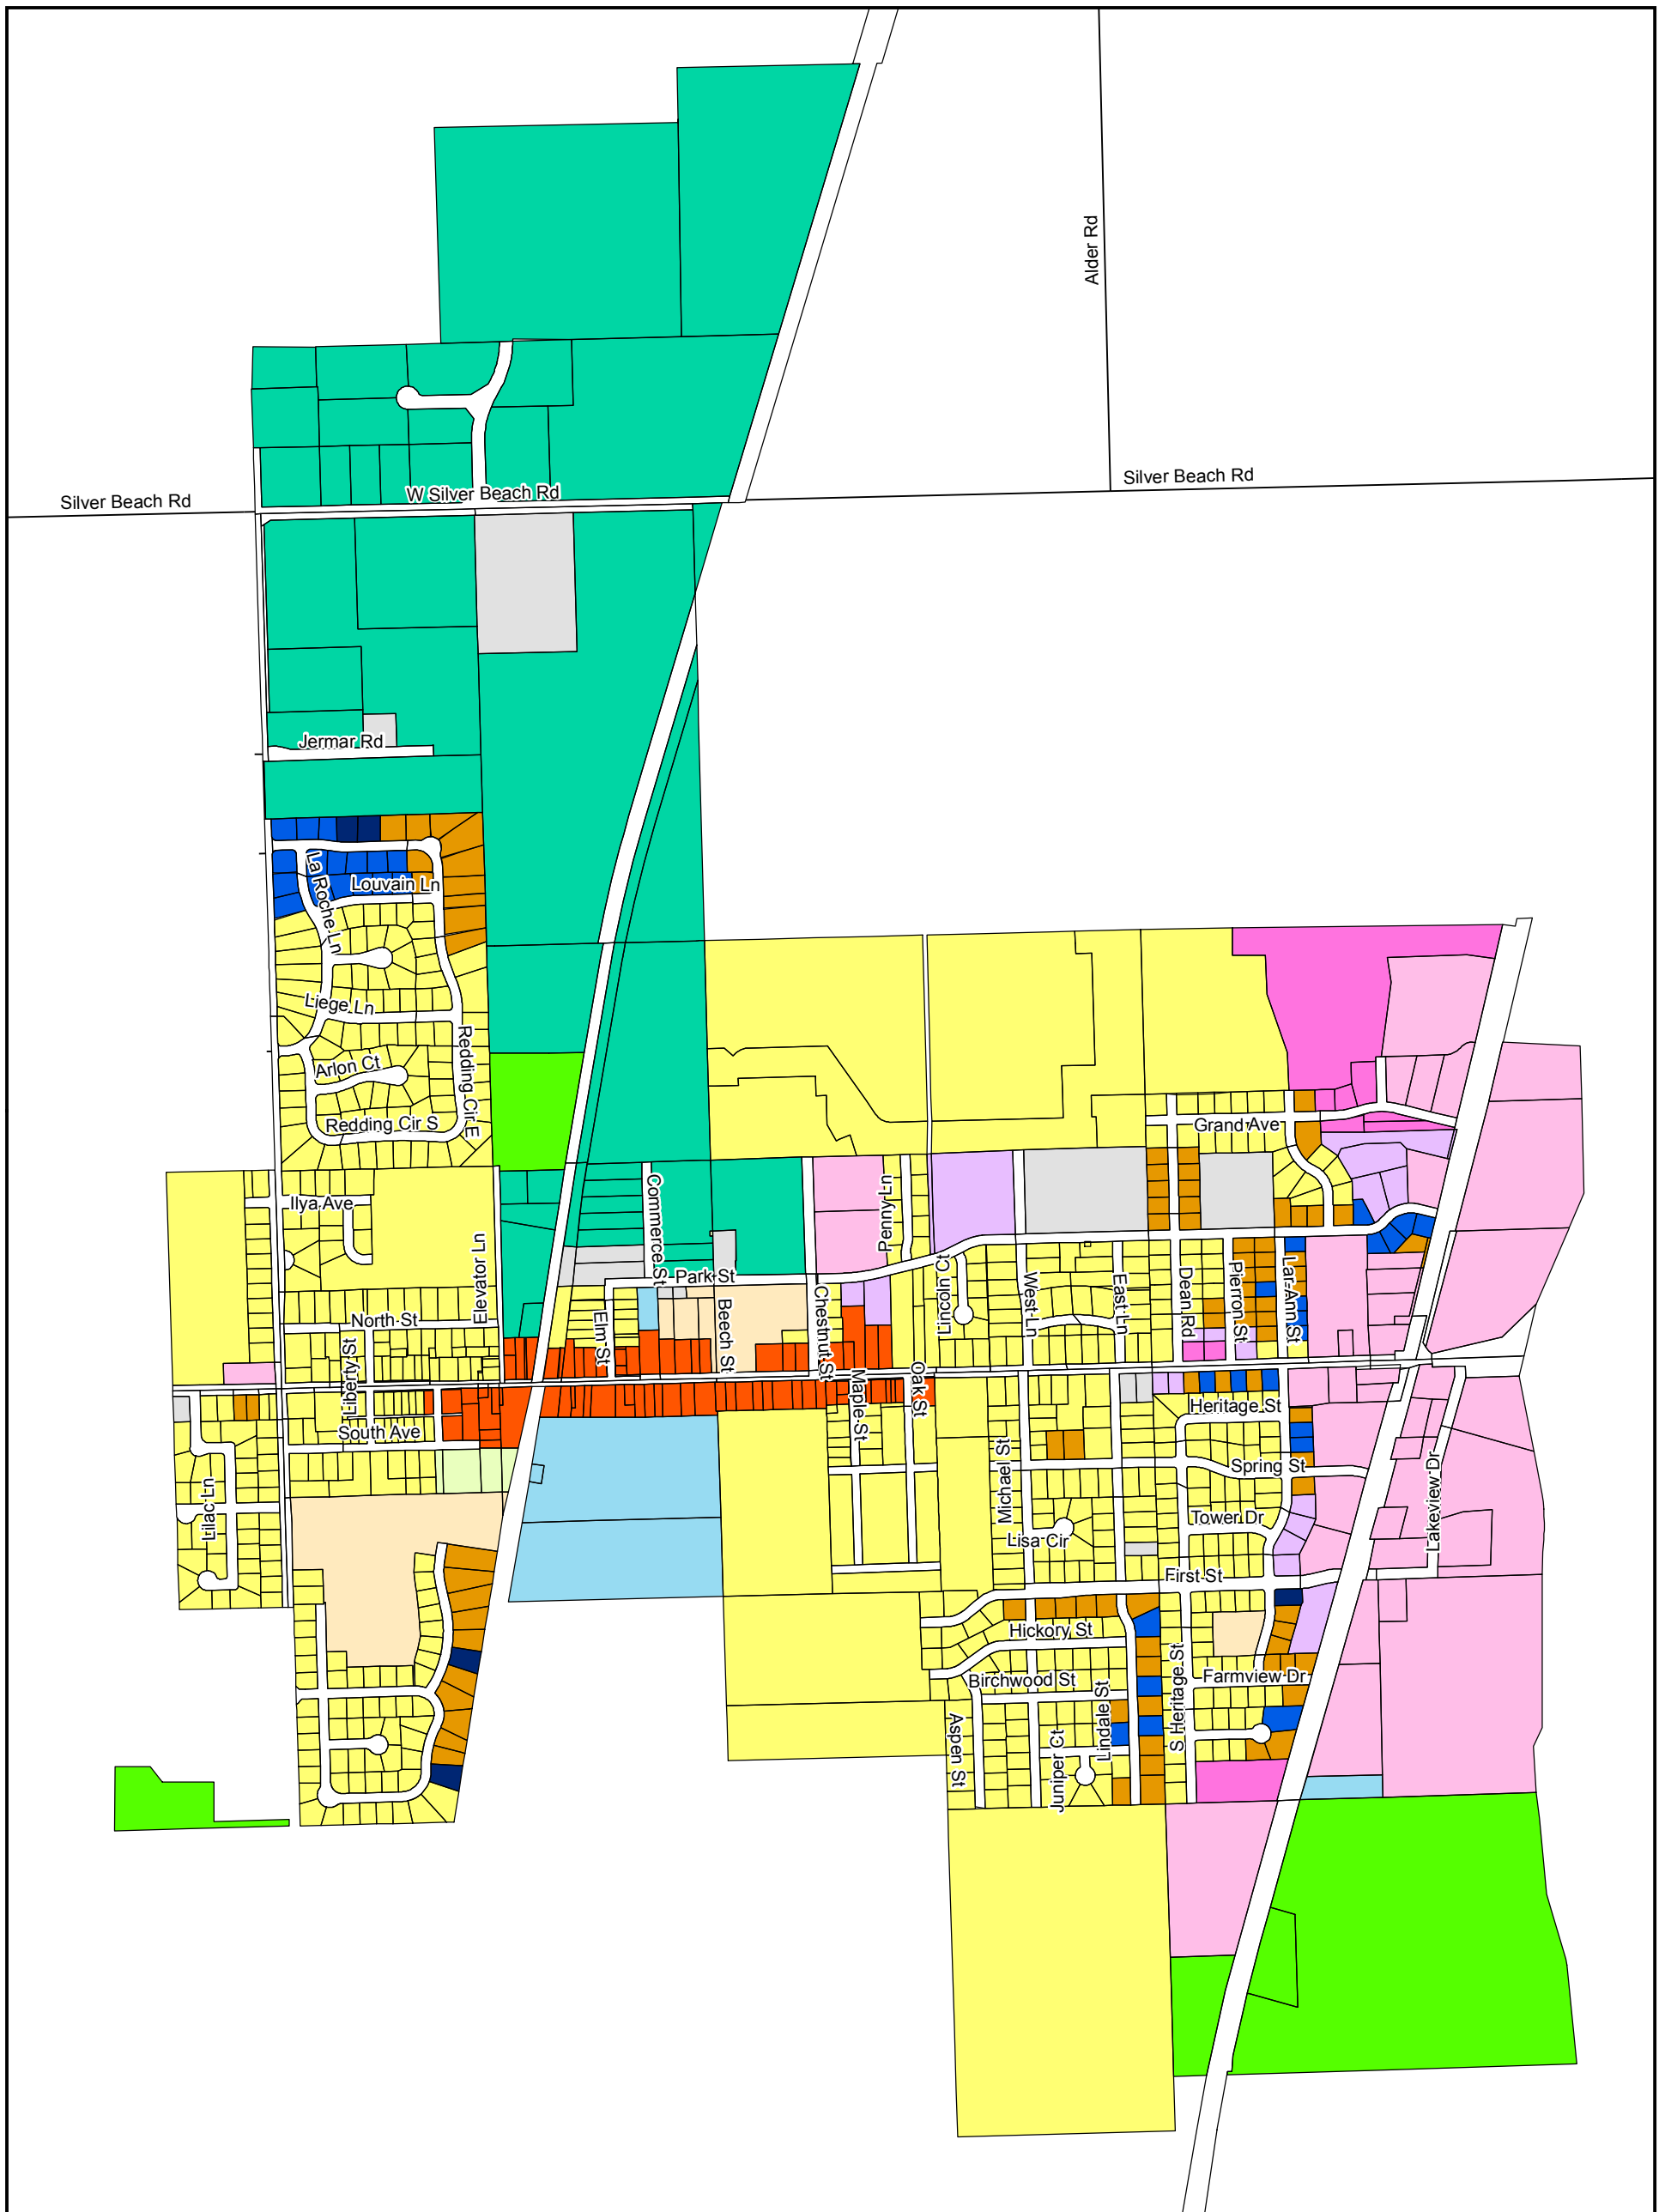 Alder Rd
Silver Beach Rd
W Silver Beach Rd
Silver Beach Rd
Jermar Rd
La Roche Ln
Louvain Ln
Liege Ln
Arlon Ct
Redding Cir E
Redding Cir S
Grand Ave
Ilya Ave
Commerce St
Penny Ln
Elevator Ln
Park St
North St
Liberty St
Elm St
Beech St
Chestnut St
Lincoln Ct
West Ln
East Ln
Dean Rd
Pierron St
Lar-Ann St
Maple St
Oak St
South Ave
Heritage St
Lilac Ln
Michael St
Spring St
Lakeview Dr
Tower Dr
Lisa Cir
First St
Hickory St
Birchwood St
S Heritage St
Farmview Dr
Aspen St
Juniper Ct
Lindale St